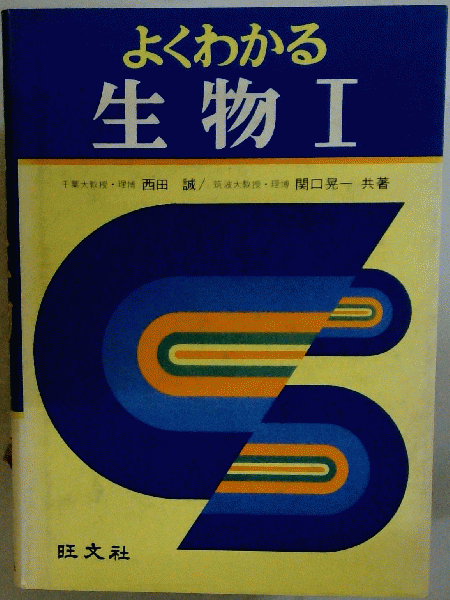 よくわかる
生物Ⅰ
千葉大教授・理博 西田 誠/筑波大教授・理博 関口晃一 共著
旺文社